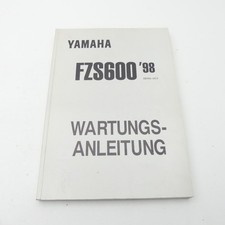 YAMAHA
FZS600 '98
WARTUNGS-
ANLEITUNG